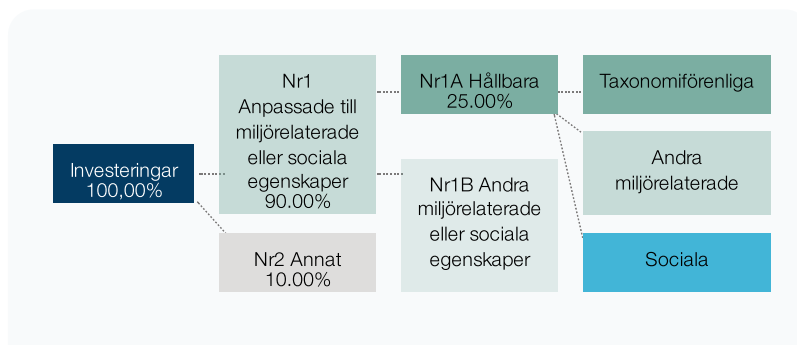 Investeringar
100,00%
Nr1
Anpassade till
miljörelaterade
eller sociala
egenskaper
90.00%
Nr2 Annat
10.00%
Nr1A Hållbara
25.00%
Nr1B Andra
miljörelaterade
eller sociala
egenskaper
Taxonomiförenliga
Andra
miljörelaterade
Sociala